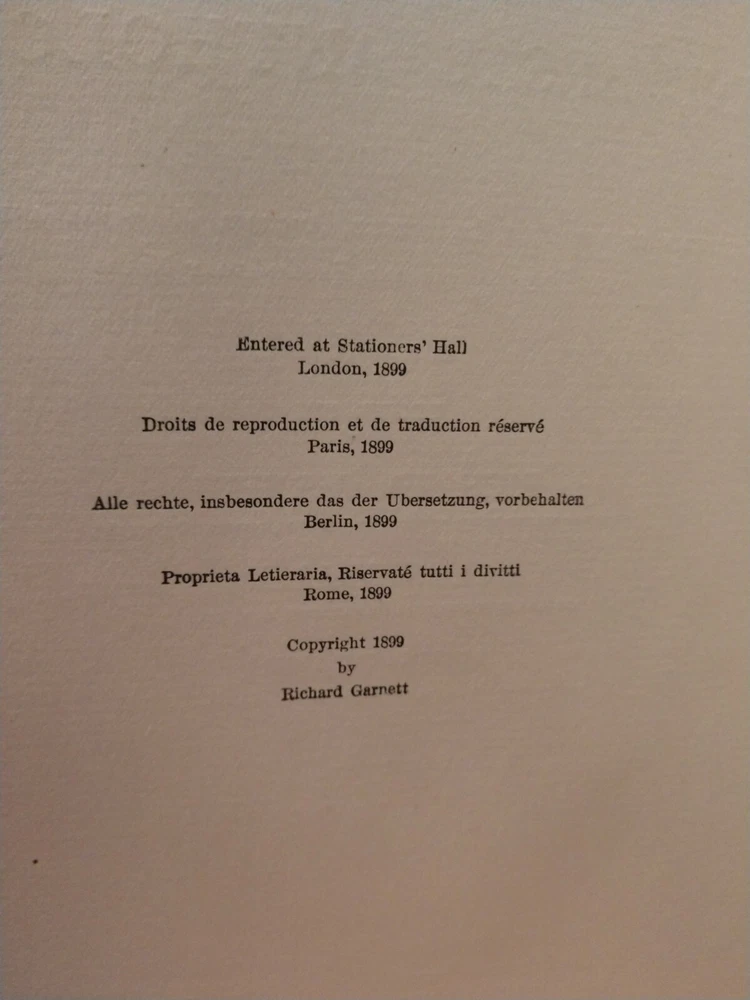 Entered at Stationers' Hall
London, 1899
Droits de reproduction et de traduction réservé
Paris, 1899
Alle rechte, insbesondere das der Ubersetzung, vorbehalten
Berlin, 1899
Proprieta Letieraria, Riservaté tutti i divitti
Rome, 1899
Copyright 1899
by
Richard Garnett